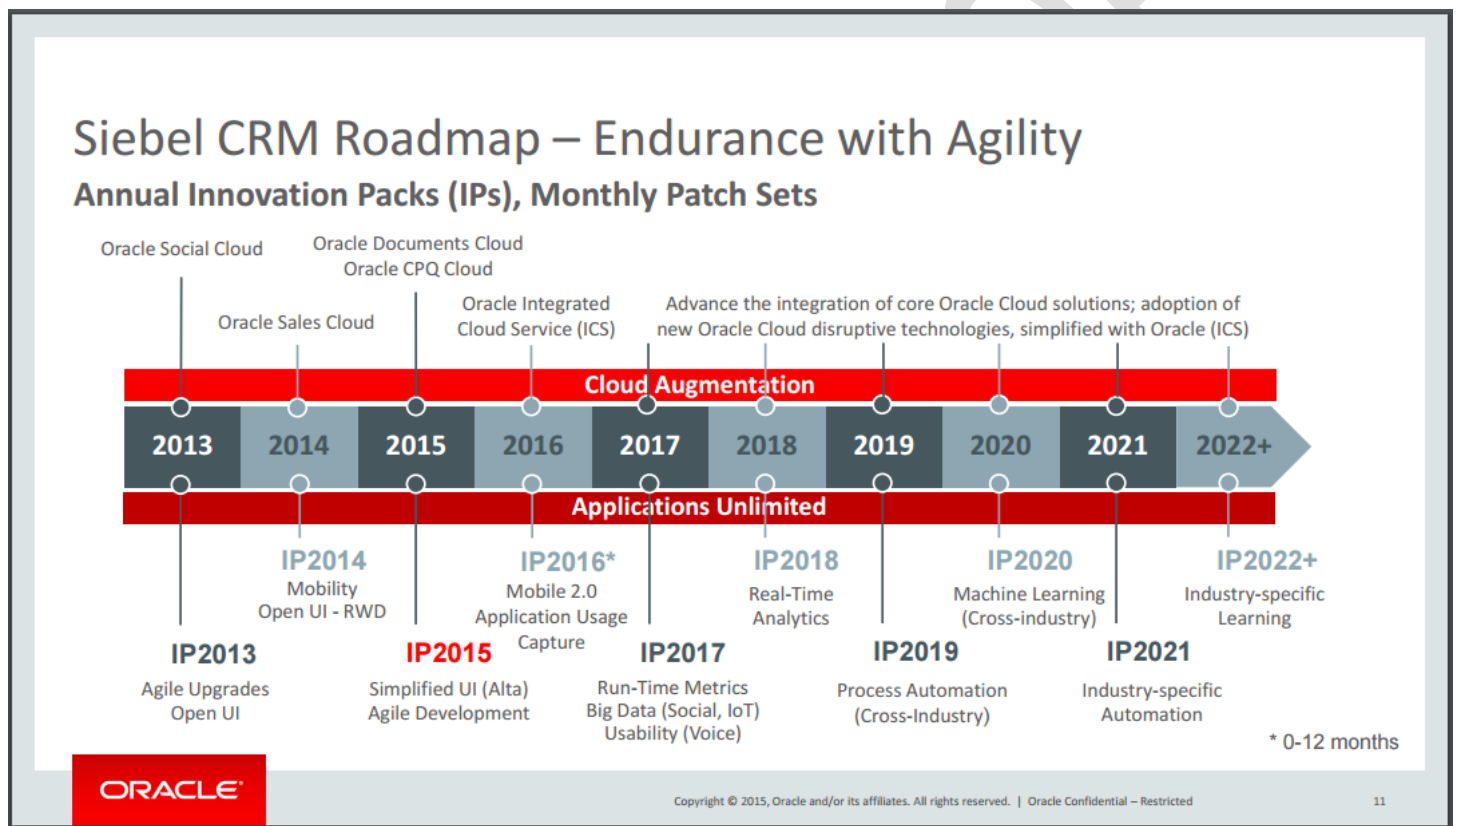 Siebel CRM Roadmap – Endurance with Agility
Annual Innovation Packs (IPs), Monthly Patch Sets
Oracle Social Cloud
Oracle Sales Cloud
Oracle Documents Cloud
Oracle CPQ Cloud
Oracle Integrated
Cloud Service (ICS)
Advance the integration of core Oracle Cloud solutions; adoption of
new Oracle Cloud disruptive technologies, simplified with Oracle (ICS)
Cloud Augmentation
2013 2014 2015 2016 2017 2018 2019 2020 2021 2022+
Applications Unlimited
IP2013
Agile Upgrades
Open UI
IP2014
Mobility
Open UI - RWD
IP2015
Simplified UI (Alta)
Agile Development
IP2016*
Mobile 2.0
Application Usage
Capture
IP2017
Run-Time Metrics
Big Data (Social, IoT)
Usability (Voice)
IP2018
Real-Time
Analytics
IP2019
Process Automation
(Cross-Industry)
IP2020
Machine Learning
(Cross-industry)
IP2021
Industry-specific
Automation
IP2022+
Industry-specific
Learning
* 0-12 months
ORACLE®
Copyright © 2015, Oracle and/or its affiliates. All rights reserved. | Oracle Confidential – Restricted
11